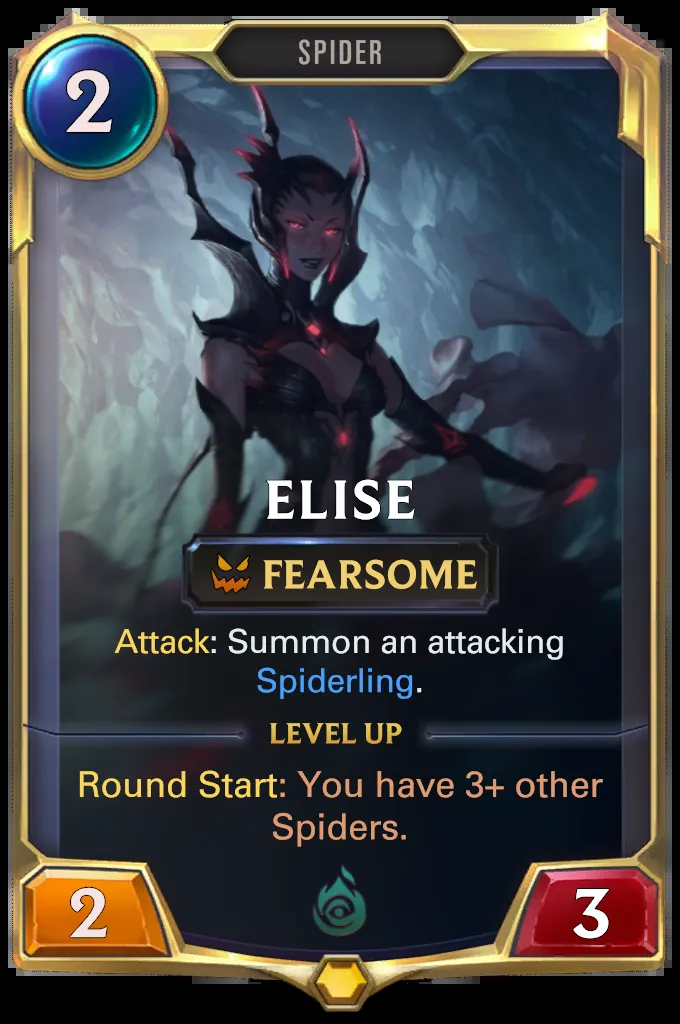 SPIDER
2
ELISE
FEARSOME
Attack: Summon an attacking
Spiderling.
LEVEL UP
Round Start: You have 3+ other
Spiders.
2
3